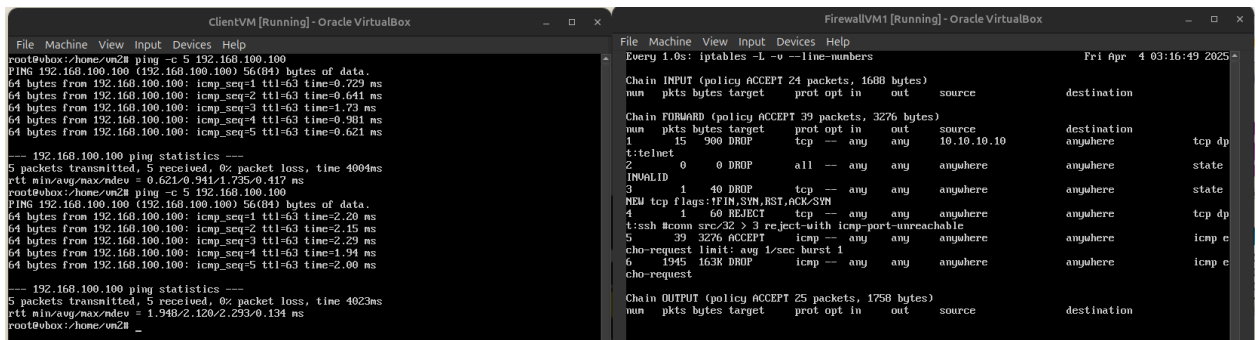 ClientVM [Running] - Oracle VirtualBox
File Machine View Input Devices Help
root@vbox:/home/vm2# ping -c 5 192.168.100.100
PING 192.168.100.100 (192.168.100.100) 56(84) bytes of data.
64 bytes from 192.168.100.100: icmp_seq=1 ttl=63 time=0.729 ms
64 bytes from 192.168.100.100: icmp_seq=2 ttl=63 time=0.641 ms
64 bytes from 192.168.100.100: icmp_seq=3 ttl=63 time=1.73 ms
64 bytes from 192.168.100.100: icmp_seq=4 ttl=63 time=0.981 ms
64 bytes from 192.168.100.100: icmp_seq=5 ttl=63 time=0.621 ms
--- 192.168.100.100 ping statistics ---
5 packets transmitted, 5 received, 0% packet loss, time 4004ms
rtt min/avg/max/mdev = 0.621/0.941/1.735/0.417 ms
root@vbox:/home/vm2# ping -c 5 192.168.100.100
PING 192.168.100.100 (192.168.100.100) 56(84) bytes of data.
64 bytes from 192.168.100.100: icmp_seq=1 ttl=63 time=2.20 ms
64 bytes from 192.168.100.100: icmp_seq=2 ttl=63 time=2.15 ms
64 bytes from 192.168.100.100: icmp_seq=3 ttl=63 time=2.29 ms
64 bytes from 192.168.100.100: icmp_seq=4 ttl=63 time=1.94 ms
64 bytes from 192.168.100.100: icmp_seq=5 ttl=63 time=2.00 ms
--- 192.168.100.100 ping statistics ---
5 packets transmitted, 5 received, 0% packet loss, time 4023ms
rtt min/avg/max/mdev = 1.948/2.120/2.293/0.134 ms
root@vbox:/home/vm2# _
FirewallVM1 [Running] - Oracle VirtualBox
File Machine View Input Devices Help
Every 1.0s: iptables -L -v --line-numbers Fri Apr 4 03:16:49 2025
Chain INPUT (policy ACCEPT 24 packets, 1688 bytes)
num pkts bytes target prot opt in out source destination
Chain FORWARD (policy ACCEPT 39 packets, 3276 bytes)
num pkts bytes target prot opt in out source destination
1 15 900 DROP tcp -- any any 10.10.10.10 anywhere tcp dp
t:telnet
2 0 0 DROP all -- any any anywhere anywhere state
INVALID
3 1 40 DROP tcp -- any any anywhere anywhere state
NEW tcp flags:!FIN,SYN,RST,ACK/SYN
4 1 60 REJECT tcp -- any any anywhere anywhere tcp dp
t:ssh #conn src/32 > 3 reject-with icmp-port-unreachable
5 39 3276 ACCEPT icmp -- any any anywhere anywhere icmp e
cho-request limit: avg 1/sec burst 1
6 1945 163K DROP icmp -- any any anywhere anywhere icmp e
cho-request
Chain OUTPUT (policy ACCEPT 25 packets, 1758 bytes)
num pkts bytes target prot opt in out source destination